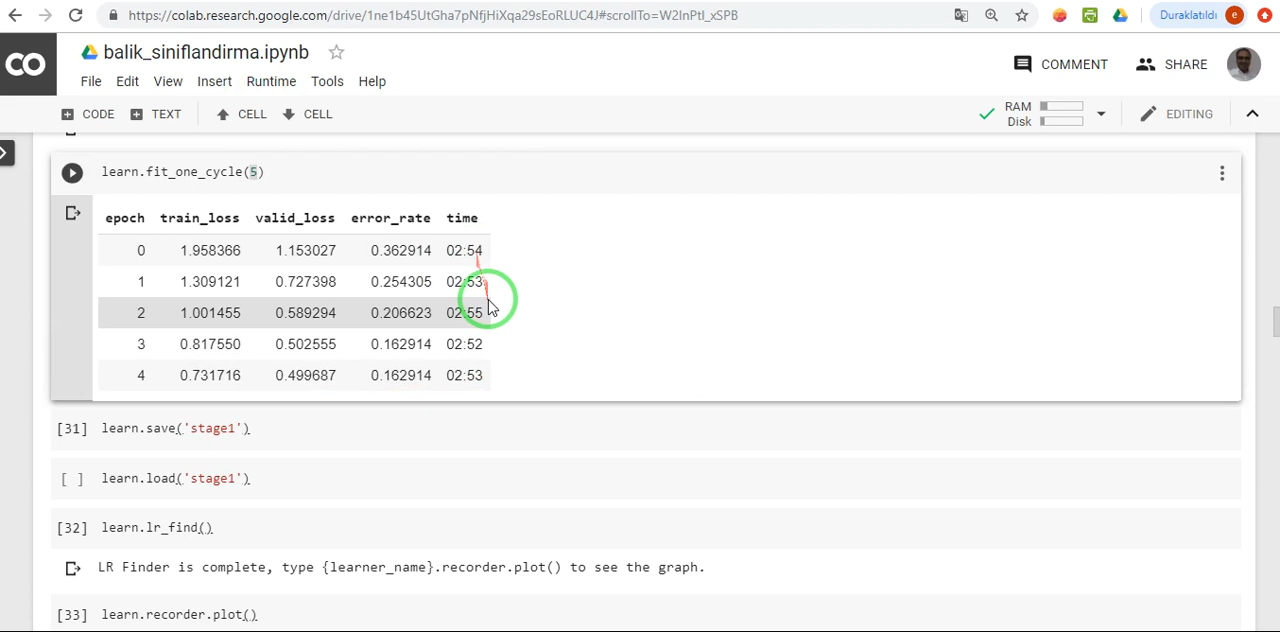 https://colab.research.google.com/drive/1ne1b45UtGha7pNfjHiXqa29sEoRLUC4J#scrollTo=W2InPtI_xSPB
Duraklatıldı e
CO balik_siniflandirma.ipynb
File Edit View Insert Runtime Tools Help
COMMENT SHARE
CODE TEXT CELL CELL
RAM
Disk
EDITING
learn.fit_one_cycle(5)
epoch train_loss valid_loss error_rate time
0 1.958366 1.153027 0.362914 02:54
1 1.309121 0.727398 0.254305 02:53
2 1.001455 0.589294 0.206623 02:55
3 0.817550 0.502555 0.162914 02:52
4 0.731716 0.499687 0.162914 02:53
[31] learn.save('stage1')
[ ] learn.load('stage1')
[32] learn.lr_find()
LR Finder is complete, type {learner_name}.recorder.plot() to see the graph.
[33] learn.recorder.plot()